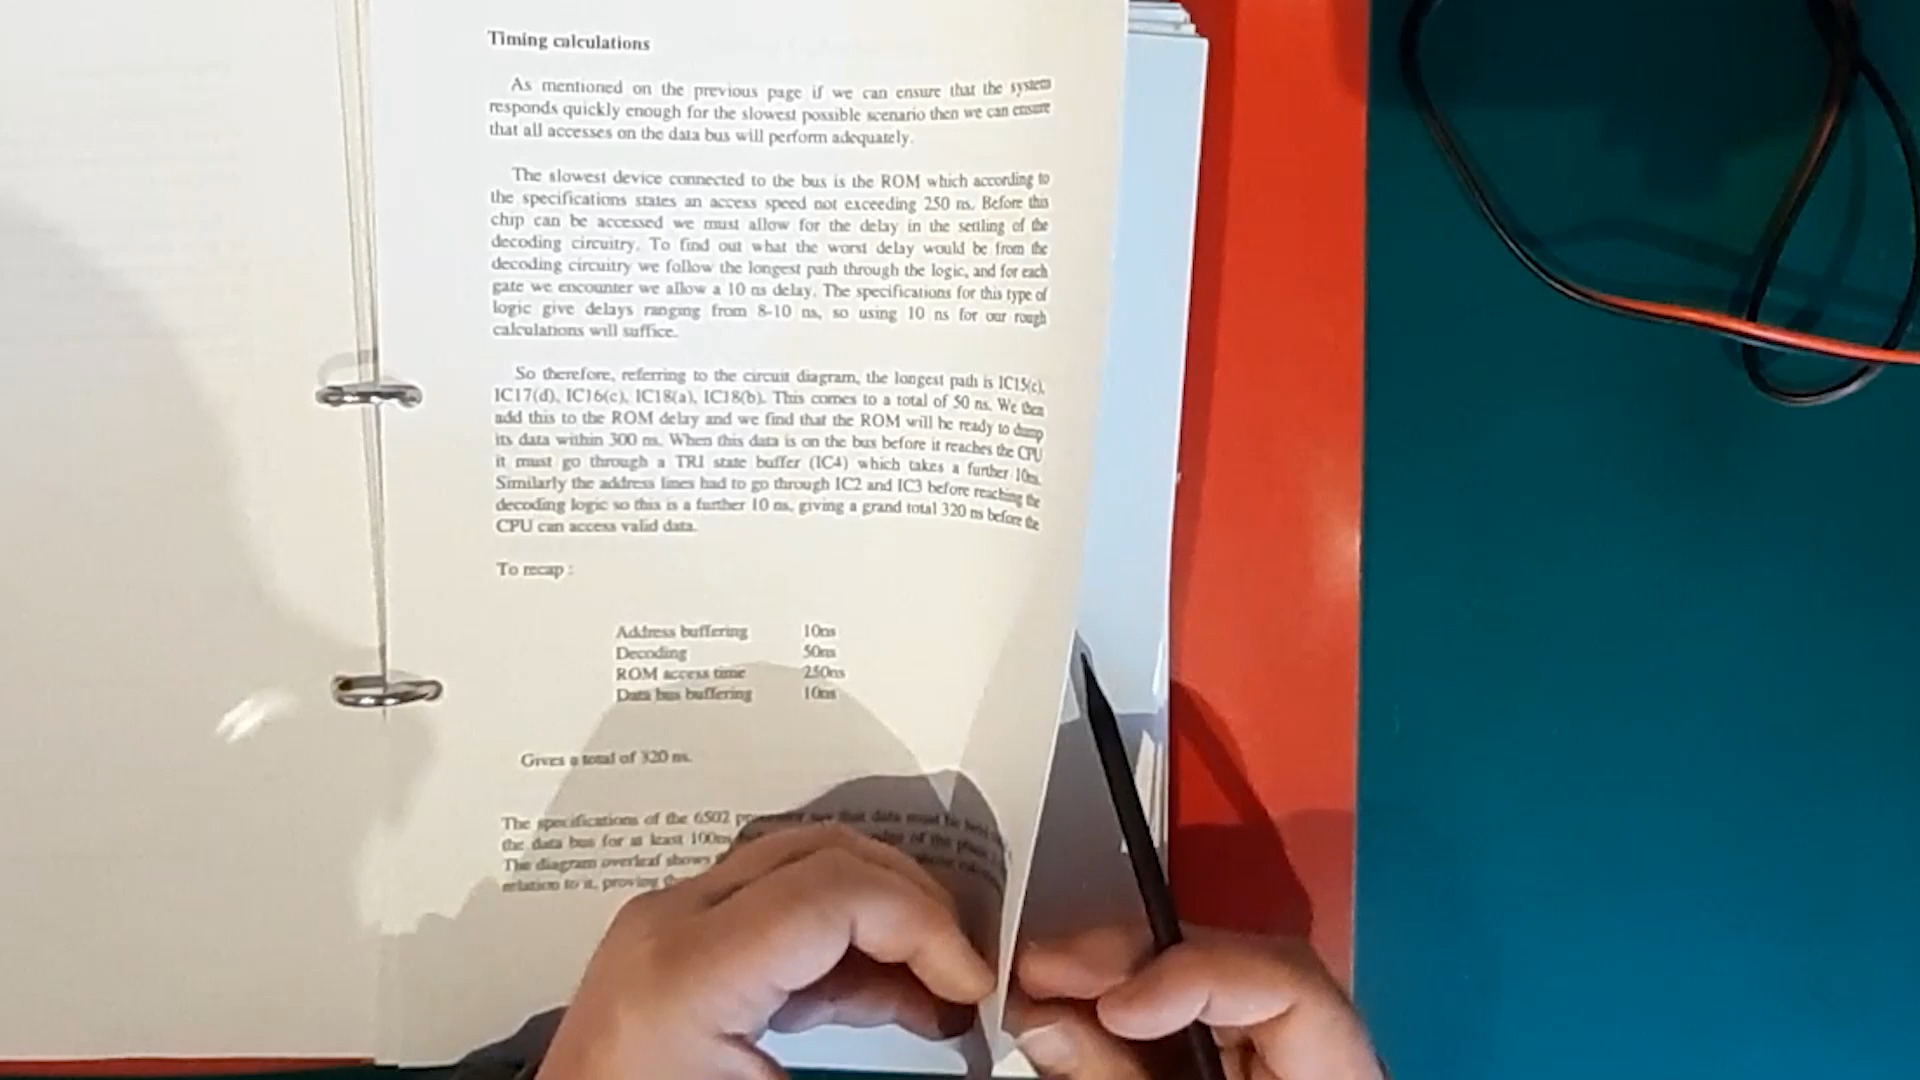 Timing calculations
As mentioned on the previous page if we can ensure that the system
responds quickly enough for the slowest possible scenario then we can ensure
that all accesses on the data bus will perform adequately.
The slowest device connected to the bus is the ROM which according to
the specifications states an access speed not exceeding 250 ns. Before this
chip can be accessed we must allow for the delay in the settling of the
decoding circuitry. To find out what the worst delay would be from the
decoding circuitry we follow the longest path through the logic, and for each
gate we encounter we allow a 10 ns delay. The specifications for this type of
logic give delays ranging from 8-10 ns, so using 10 ns for our rough
calculations will suffice.
So therefore, referring to the circuit diagram, the longest path is IC15(c),
IC17(d), IC16(c), IC18(a), IC18(b). This comes to a total of 50 ns. We then
add this to the ROM delay and we find that the ROM will be ready to dump
its data within 300 ns. When this data is on the bus before it reaches the CPU
it must go through a TRI state buffer (IC4) which takes a further 10ns.
Similarly the address lines had to go through IC2 and IC3 before reaching the
decoding logic so this is a further 10 ns, giving a grand total 320 ns before the
CPU can access valid data.
To recap :
Address buffering 10ns
Decoding 50ns
ROM access time 250ns
Data bus buffering 10ns
Gives a total of 320 ns.
The specifications of the 6502 say that data must be held
the data bus for at least 100ns of the phase
The diagram overleaf shows
relation to it, proving